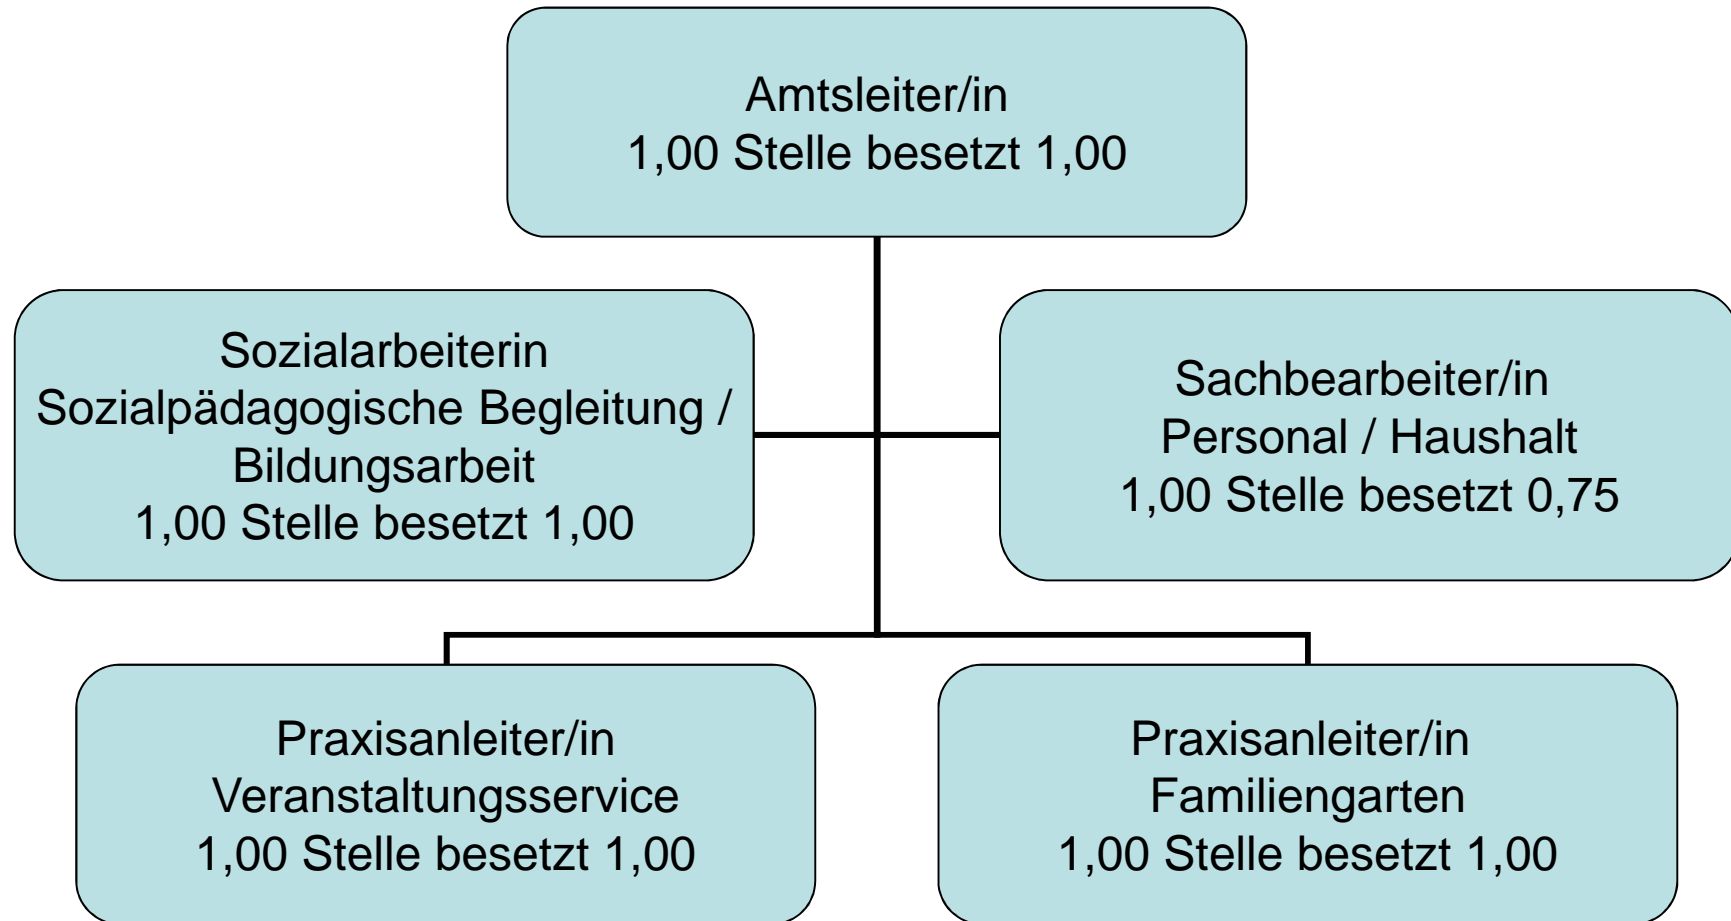 Amtsleiter/in
1,00 Stelle besetzt 1,00
Sozialarbeiterin
Sozialpädagogische Begleitung /
Bildungsarbeit
1,00 Stelle besetzt 1,00
Sachbearbeiter/in
Personal / Haushalt
1,00 Stelle besetzt 0,75
Praxisanleiter/in
Veranstaltungsservice
1,00 Stelle besetzt 1,00
Praxisanleiter/in
Familiengarten
1,00 Stelle besetzt 1,00